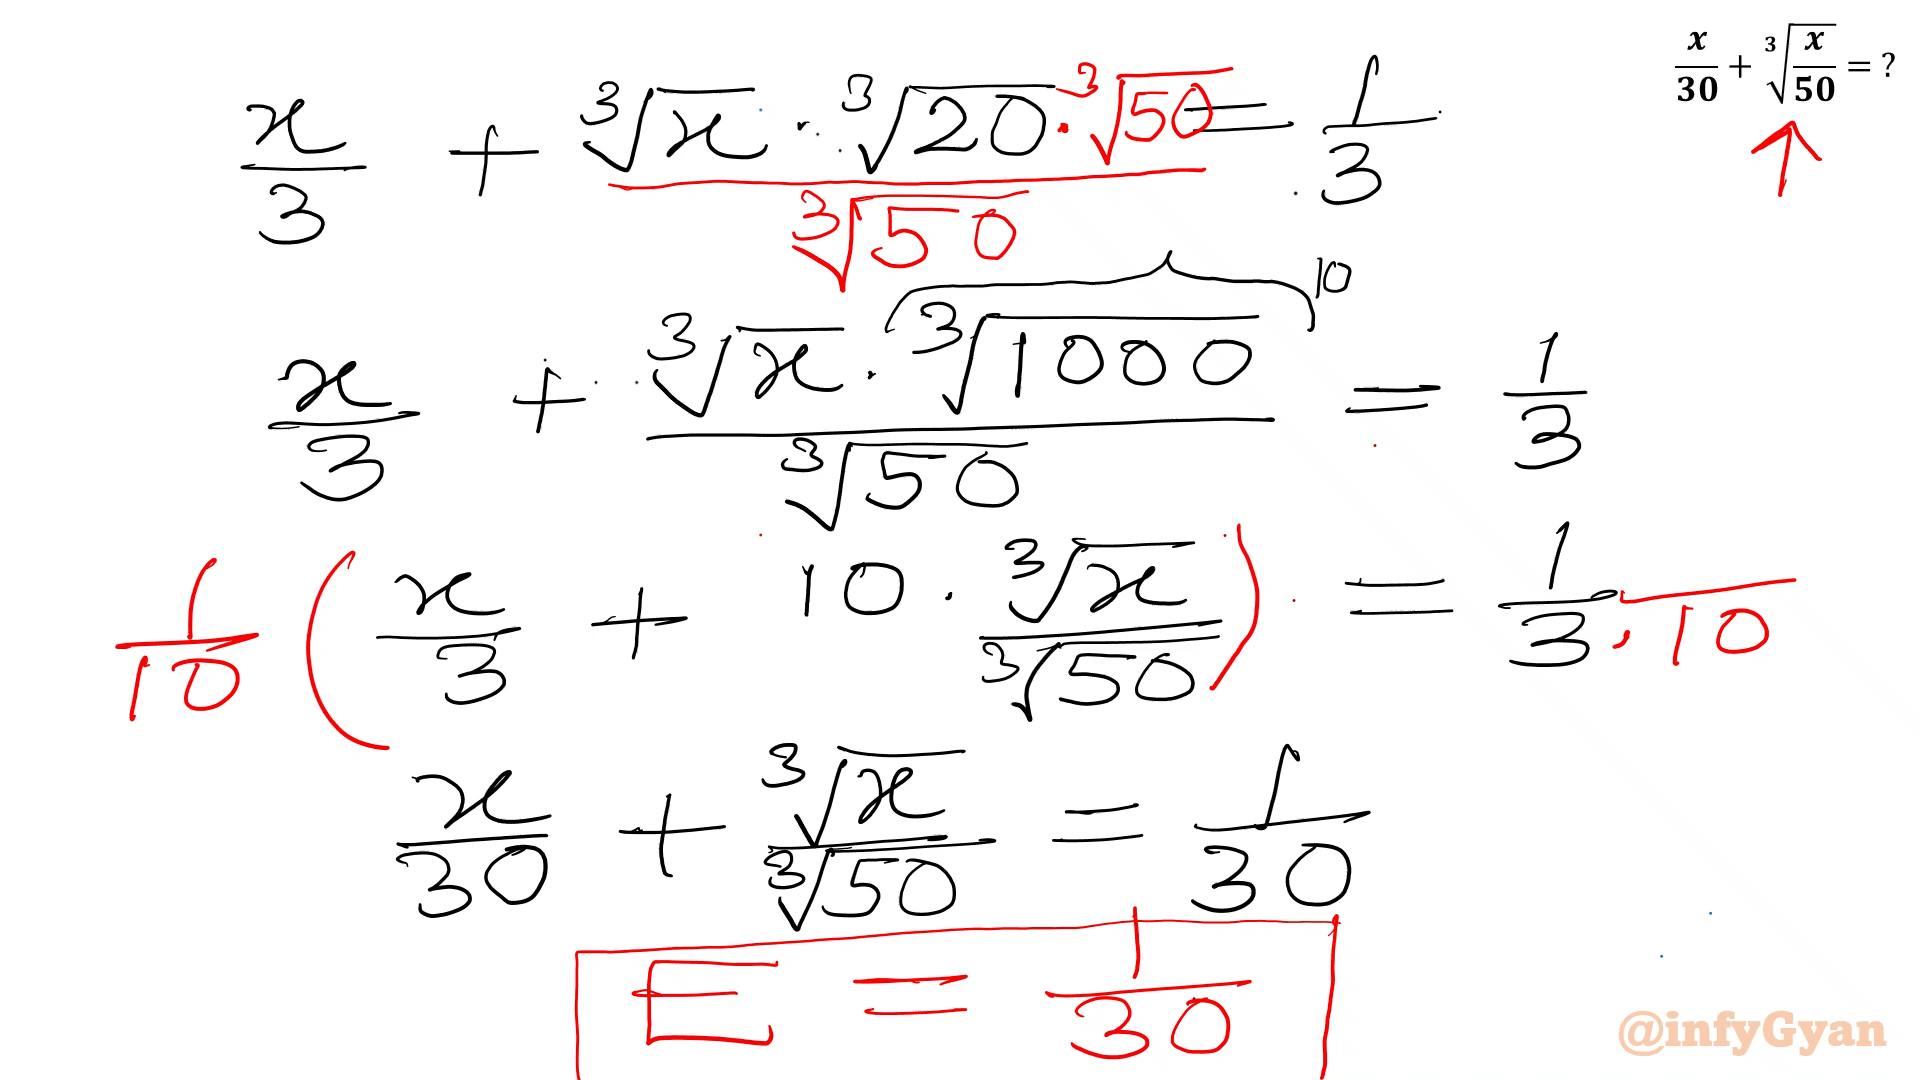 x/30 + ∛(x/50) = ?
x/3 + (∛x · ∛20 · ∛50)/∛50 = 1/3
10
x/3 + (∛x · ∛1000)/∛50 = 1/3
1/10 ( x/3 + 10 · ∛x/∛50 ) = 1/3 · 1/10
x/30 + ∛x/∛50 = 1/30
E = 1/30
@infyGyan